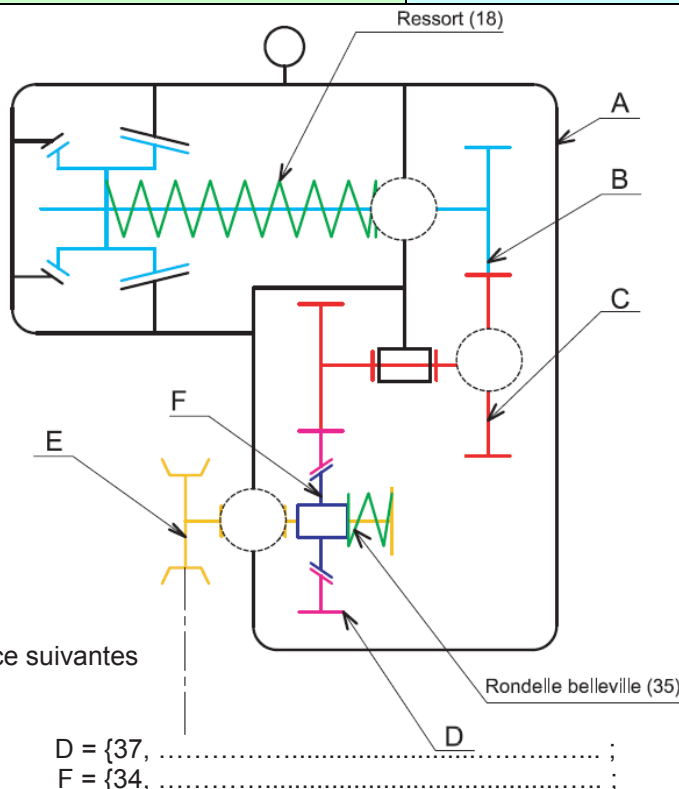 Ressort (18)
A
B
C
F
E
ce suivantes
Rondelle belleville (35)
D
D = {37, ……………………………………………….. ;
F = {34, ……………………………………………….. ;